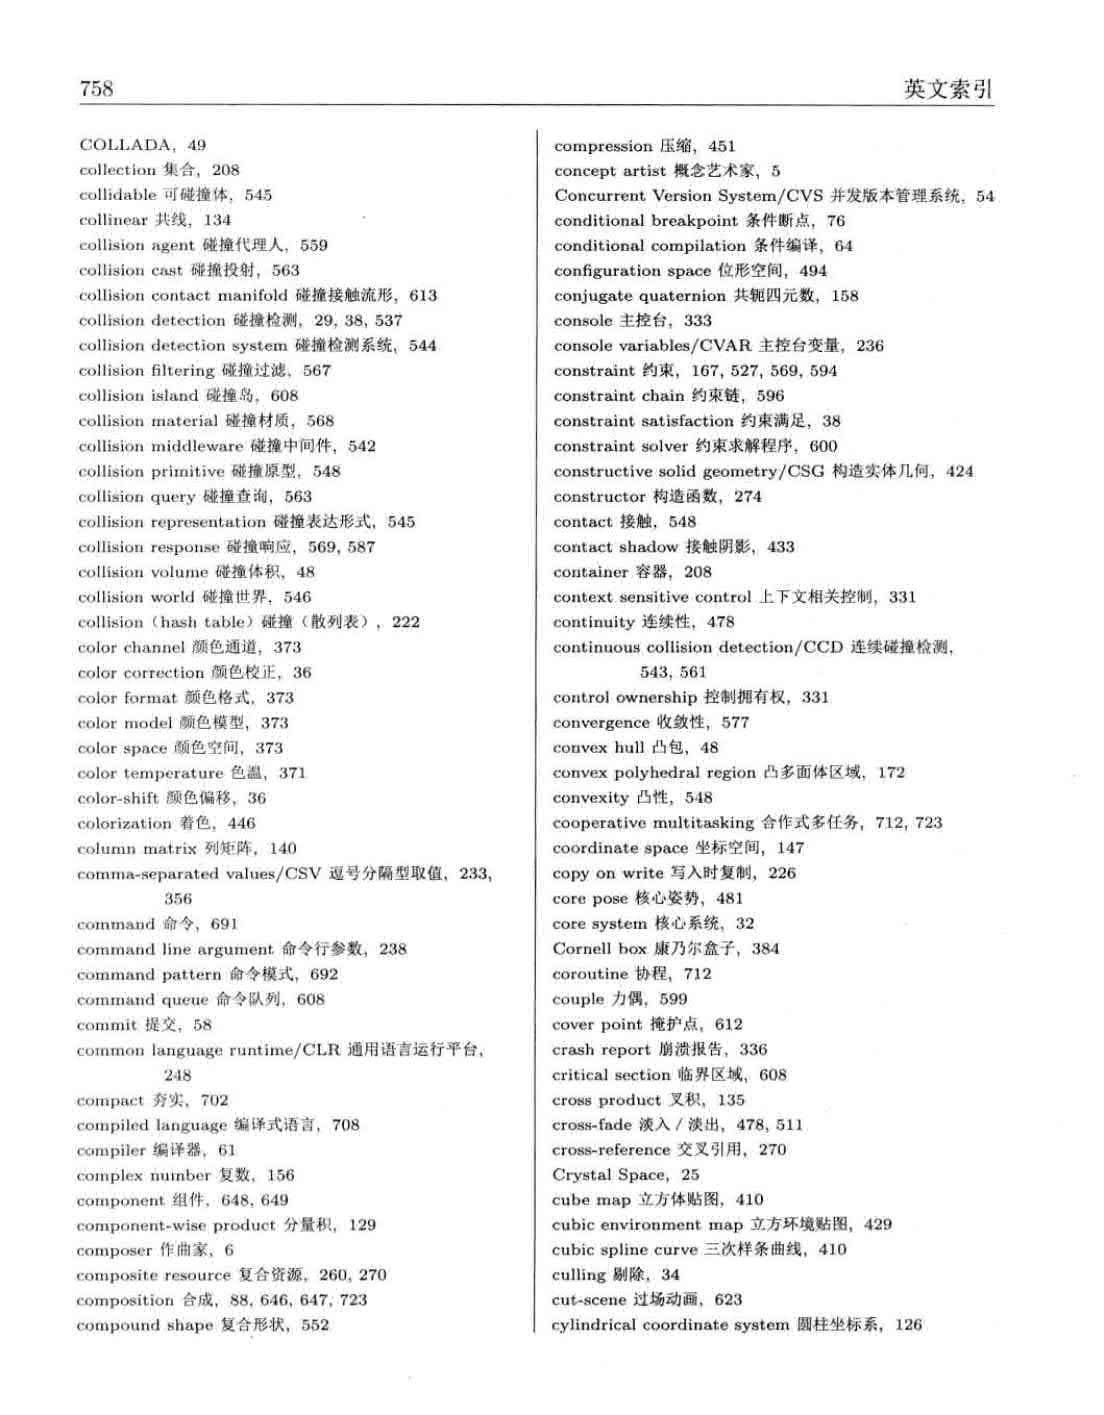 758
英文索引
COLLADA, 49
collection 集合, 208
collidable 可碰撞体, 545
collinear 共线, 134
collision agent 碰撞代理人, 559
collision cast 碰撞投射, 563
collision contact manifold 碰撞接触流形, 613
collision detection 碰撞检测, 29, 38, 537
collision detection system 碰撞检测系统, 544
collision filtering 碰撞过滤, 567
collision island 碰撞岛, 608
collision material 碰撞材质, 568
collision middleware 碰撞中间件, 542
collision primitive 碰撞原型, 548
collision query 碰撞查询, 563
collision representation 碰撞表达形式, 545
collision response 碰撞响应, 569, 587
collision volume 碰撞体积, 48
collision world 碰撞世界, 546
collision（hash table）碰撞（散列表）, 222
color channel 颜色通道, 373
color correction 颜色校正, 36
color format 颜色格式, 373
color model 颜色模型, 373
color space 颜色空间, 373
color temperature 色温, 371
color-shift 颜色偏移, 36
colorization 着色, 446
column matrix 列矩阵, 140
comma-separated values/CSV 逗号分隔型取值, 233,
356
command 命令, 691
command line argument 命令行参数, 238
command pattern 命令模式, 692
command queue 命令队列, 608
commit 提交, 58
common language runtime/CLR 通用语言运行平台,
248
compact 夯实, 702
compiled language 编译式语言, 708
compiler 编译器, 61
complex number 复数, 156
component 组件, 648, 649
component-wise product 分量积, 129
composer 作曲家, 6
composite resource 复合资源, 260, 270
composition 合成, 88, 646, 647, 723
compound shape 复合形状, 552
compression 压缩, 451
concept artist 概念艺术家, 5
Concurrent Version System/CVS 并发版本管理系统, 54
conditional breakpoint 条件断点, 76
conditional compilation 条件编译, 64
configuration space 位形空间, 494
conjugate quaternion 共轭四元数, 158
console 主控台, 333
console variables/CVAR 主控台变量, 236
constraint 约束, 167, 527, 569, 594
constraint chain 约束链, 596
constraint satisfaction 约束满足, 38
constraint solver 约束求解程序, 600
constructive solid geometry/CSG 构造实体几何, 424
constructor 构造函数, 274
contact 接触, 548
contact shadow 接触阴影, 433
container 容器, 208
context sensitive control 上下文相关控制, 331
continuity 连续性, 478
continuous collision detection/CCD 连续碰撞检测,
543, 561
control ownership 控制拥有权, 331
convergence 收敛性, 577
convex hull 凸包, 48
convex polyhedral region 凸多面体区域, 172
convexity 凸性, 548
cooperative multitasking 合作式多任务, 712, 723
coordinate space 坐标空间, 147
copy on write 写入时复制, 226
core pose 核心姿势, 481
core system 核心系统, 32
Cornell box 康乃尔盒子, 384
coroutine 协程, 712
couple 力偶, 599
cover point 掩护点, 612
crash report 崩溃报告, 336
critical section 临界区域, 608
cross product 叉积, 135
cross-fade 淡入 / 淡出, 478, 511
cross-reference 交叉引用, 270
Crystal Space, 25
cube map 立方体贴图, 410
cubic environment map 立方环境贴图, 429
cubic spline curve 三次样条曲线, 410
culling 剔除, 34
cut-scene 过场动画, 623
cylindrical coordinate system 圆柱坐标系, 126